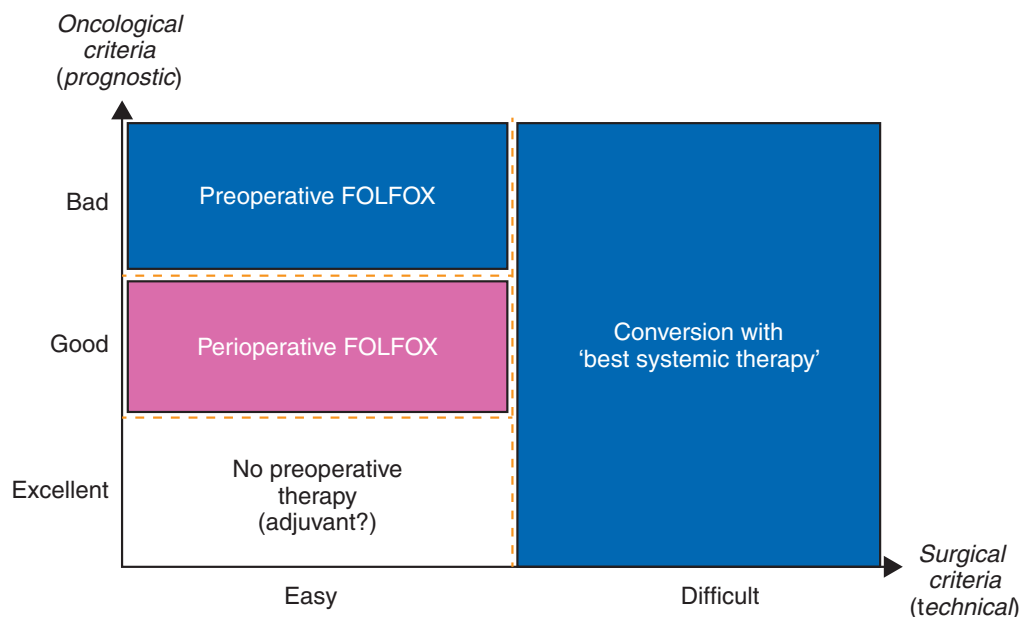 Oncological
criteria
(prognostic)
Bad
Preoperative FOLFOX
Good
Perioperative FOLFOX
Conversion with
‘best systemic therapy’
Excellent
No preoperative
therapy
(adjuvant?)
Easy
Difficult
Surgical
criteria
(technical)